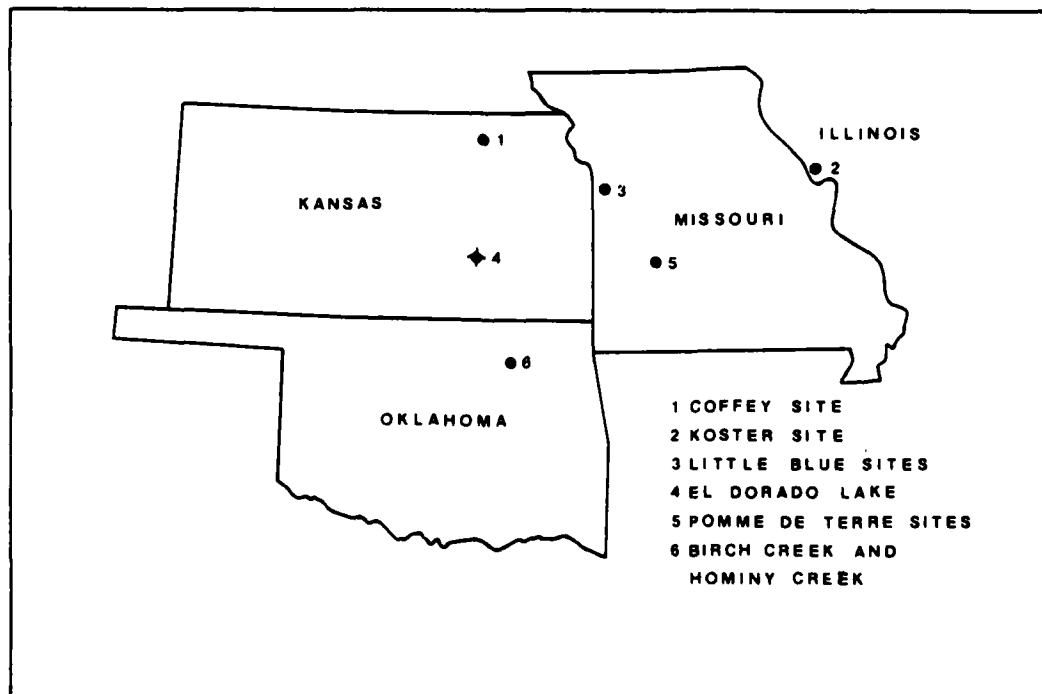 1
ILLINOIS
2
3
KANSAS
MISSOURI
4
5
6
OKLAHOMA
1 COFFEY SITE
2 KOSTER SITE
3 LITTLE BLUE SITES
4 EL DORADO LAKE
5 POMME DE TERRE SITES
6 BIRCH CREEK AND
HOMINY CREEK